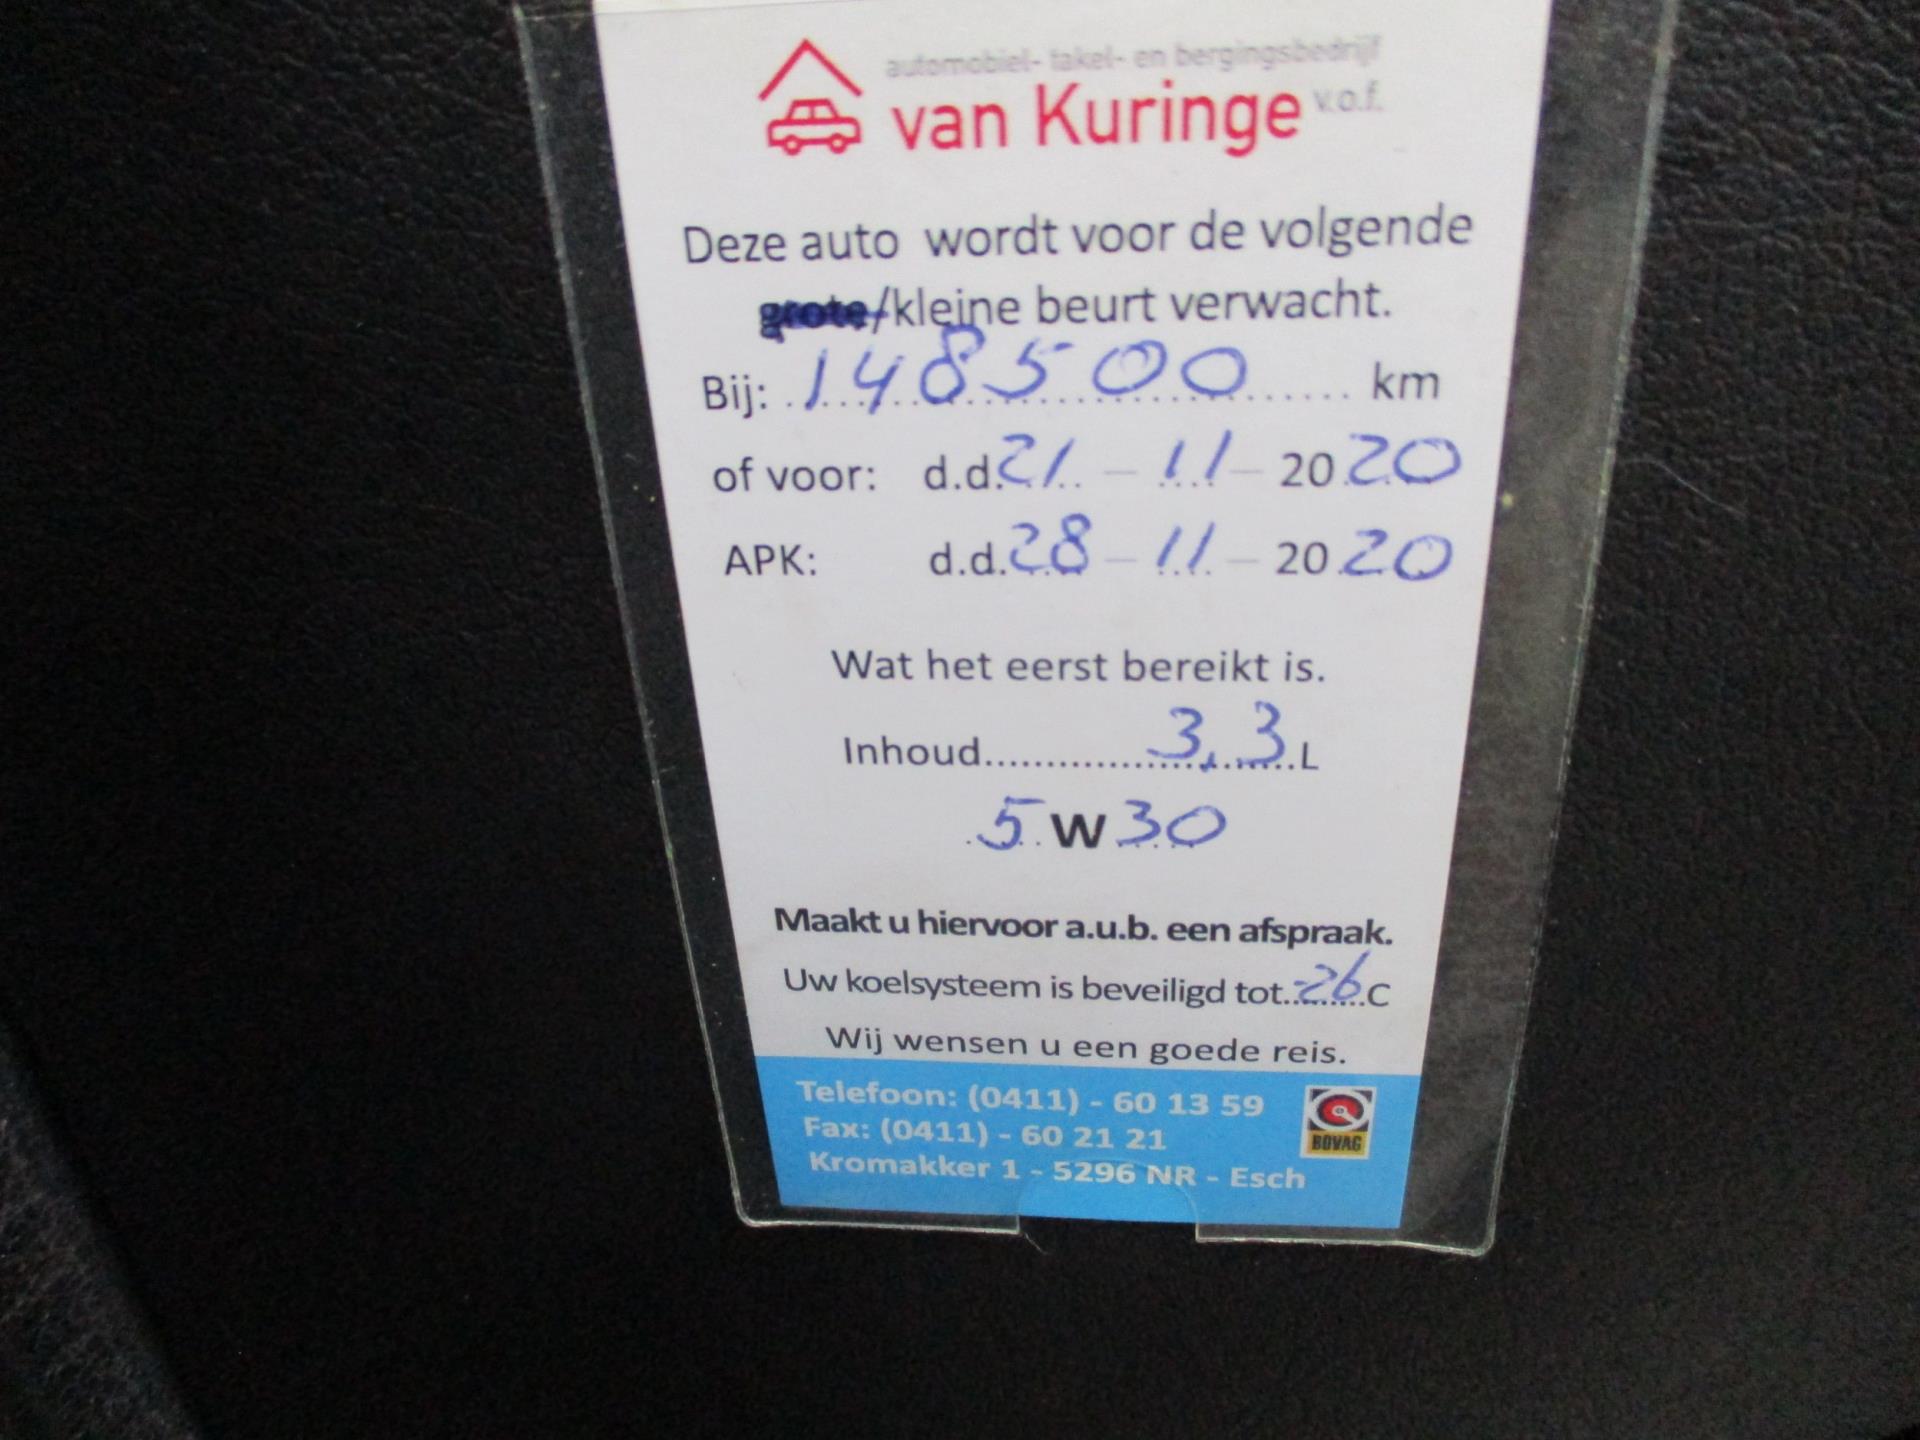 automobiel- takel- en bergingsbedrijf
van Kuringe v.o.f.
Deze auto wordt voor de volgende
grote/kleine beurt verwacht.
Bij: 148500 km
of voor: d.d. 21 - 11 - 2020
APK: d.d. 28 - 11 - 2020
Wat het eerst bereikt is.
Inhoud.........................3,3 L
5 W 30
Maakt u hiervoor a.u.b. een afspraak.
Uw koelsysteem is beveiligd tot -26 C
Wij wensen u een goede reis.
Telefoon: (0411) - 60 13 59
Fax: (0411) - 60 21 21
Kromakker 1 - 5296 NR - Esch
BOVAG